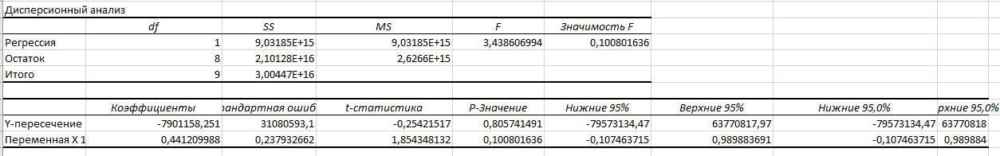 Дисперсионный анализ
df SS MS F Значимость F
Регрессия 1 9,03185E+15 9,03185E+15 3,438606994 0,100801636
Остаток 8 2,10128E+16 2,6266E+15
Итого 9 3,00447E+16
Коэффициенты тандартная ошиб t-статистика P-Значение Нижние 95% Верхние 95% Нижние 95,0% рхние 95,0%
Y-пересечение -7901158,251 31080593,1 -0,25421517 0,805741491 -79573134,47 63770817,97 -79573134,47 63770818
Переменная X 1 0,441209988 0,237932662 1,854348132 0,100801636 -0,107463715 0,989883691 -0,107463715 0,989884